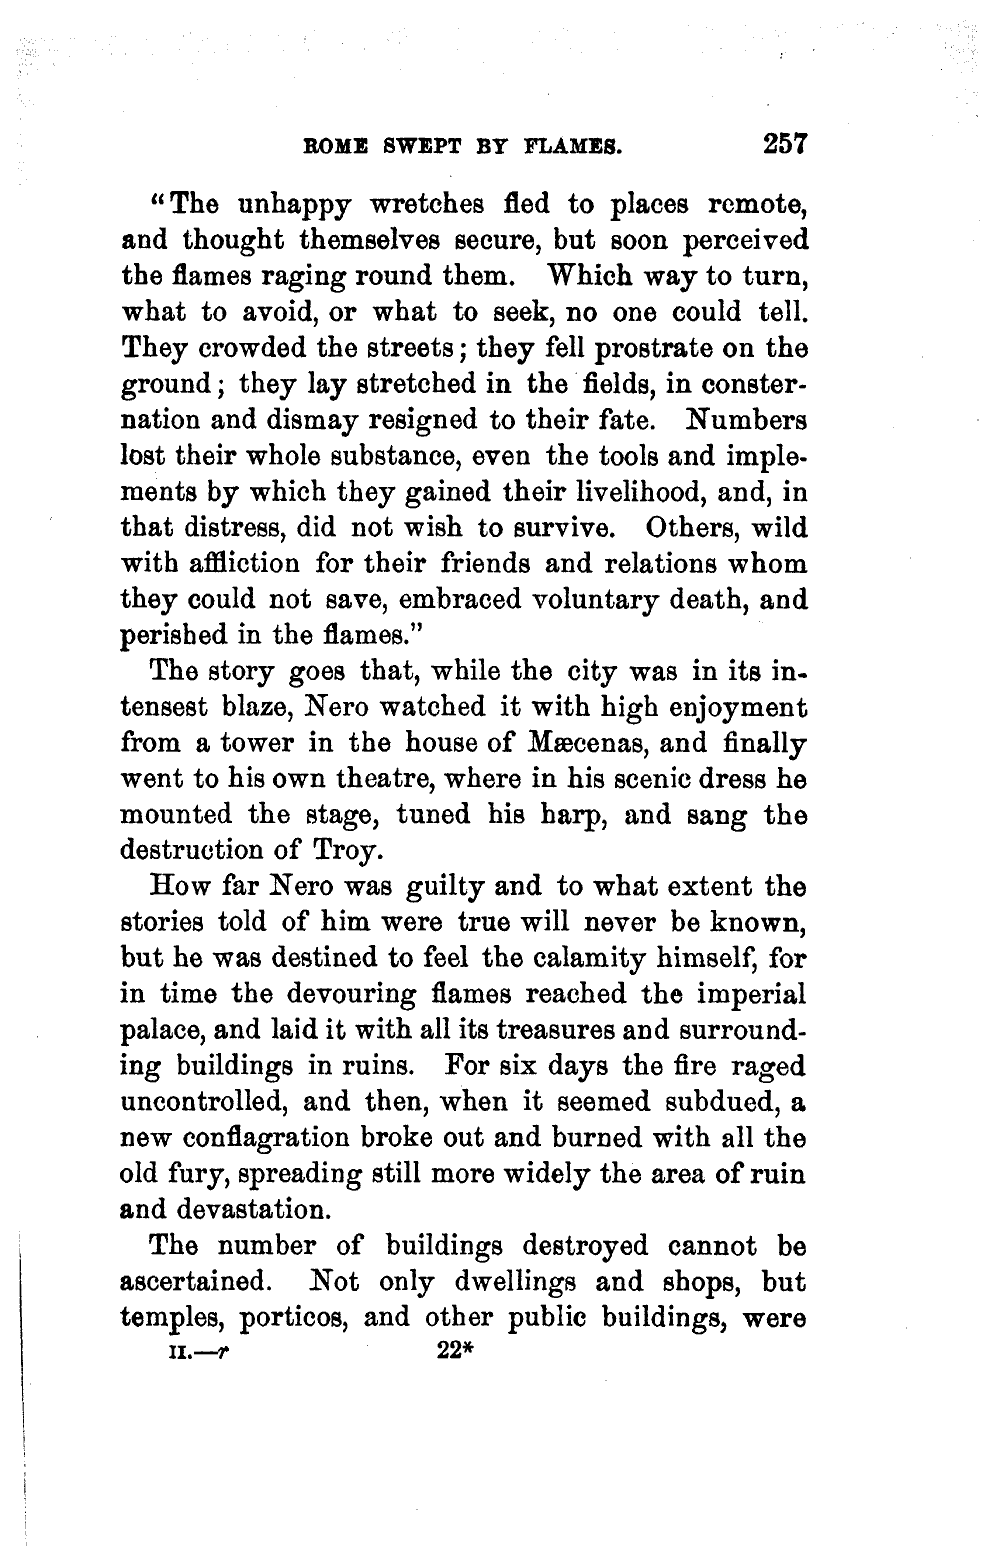 ROME SWEPT BY FLAMES. 257
“The unhappy wretches fled to places remote,
and thought themselves secure, but soon perceived
the flames raging round them. Which way to turn,
what to avoid, or what to seek, no one could tell.
They crowded the streets; they fell prostrate on the
ground; they lay stretched in the fields, in conster-
nation and dismay resigned to their fate. Numbers
lost their whole substance, even the tools and imple-
ments by which they gained their livelihood, and, in
that distress, did not wish to survive. Others, wild
with affliction for their friends and relations whom
they could not save, embraced voluntary death, and
perished in the flames.”
The story goes that, while the city was in its in-
tensest blaze, Nero watched it with high enjoyment
from a tower in the house of Mæcenas, and finally
went to his own theatre, where in his scenic dress he
mounted the stage, tuned his harp, and sang the
destruction of Troy.
How far Nero was guilty and to what extent the
stories told of him were true will never be known,
but he was destined to feel the calamity himself, for
in time the devouring flames reached the imperial
palace, and laid it with all its treasures and surround-
ing buildings in ruins. For six days the fire raged
uncontrolled, and then, when it seemed subdued, a
new conflagration broke out and burned with all the
old fury, spreading still more widely the area of ruin
and devastation.
The number of buildings destroyed cannot be
ascertained. Not only dwellings and shops, but
temples, porticos, and other public buildings, were
II.—r 22*